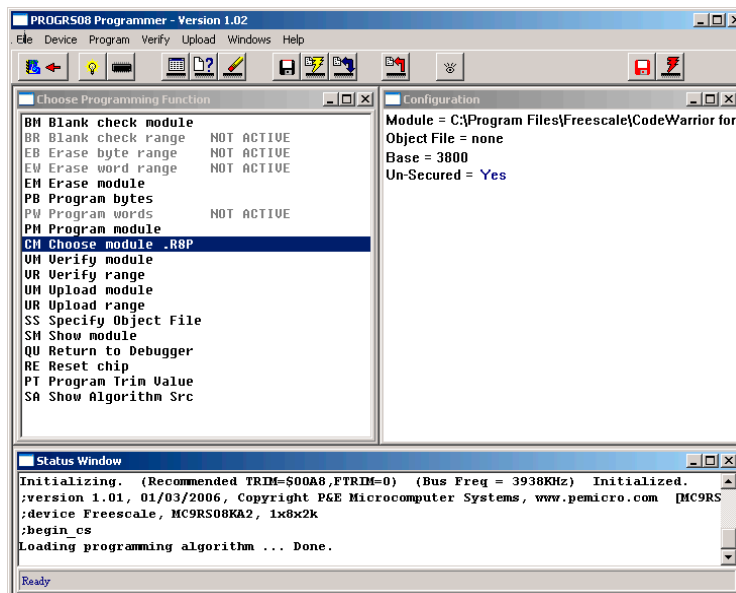 PROGRS08 Programmer - Version 1.02
File Device Program Verify Upload Windows Help
Choose Programming Function
BM Blank check module
BR Blank check range NOT ACTIVE
EB Erase byte range NOT ACTIVE
EW Erase word range NOT ACTIVE
EM Erase module
PB Program bytes
PW Program words NOT ACTIVE
PM Program module
CM Choose module .R8P
VM Verify module
VR Verify range
UM Upload module
UR Upload range
SS Specify Object File
SM Show module
QU Return to Debugger
RE Reset chip
PT Program Trim Value
SA Show Algorithm Src
Configuration
Module = C:\Program Files\Freescale\CodeWarrior for
Object File = none
Base = 3800
Un-Secured = Yes
Status Window
Initializing. (Recommended TRIM=$00A8,FTRIM=0) (Bus Freq = 3938KHz) Initialized.
;version 1.01, 01/03/2006, Copyright P&E Microcomputer Systems, www.pemicro.com [MC9RS
;device Freescale, MC9RS08KA2, 1x8x2k
;begin_cs
Loading programming algorithm ... Done.
Ready